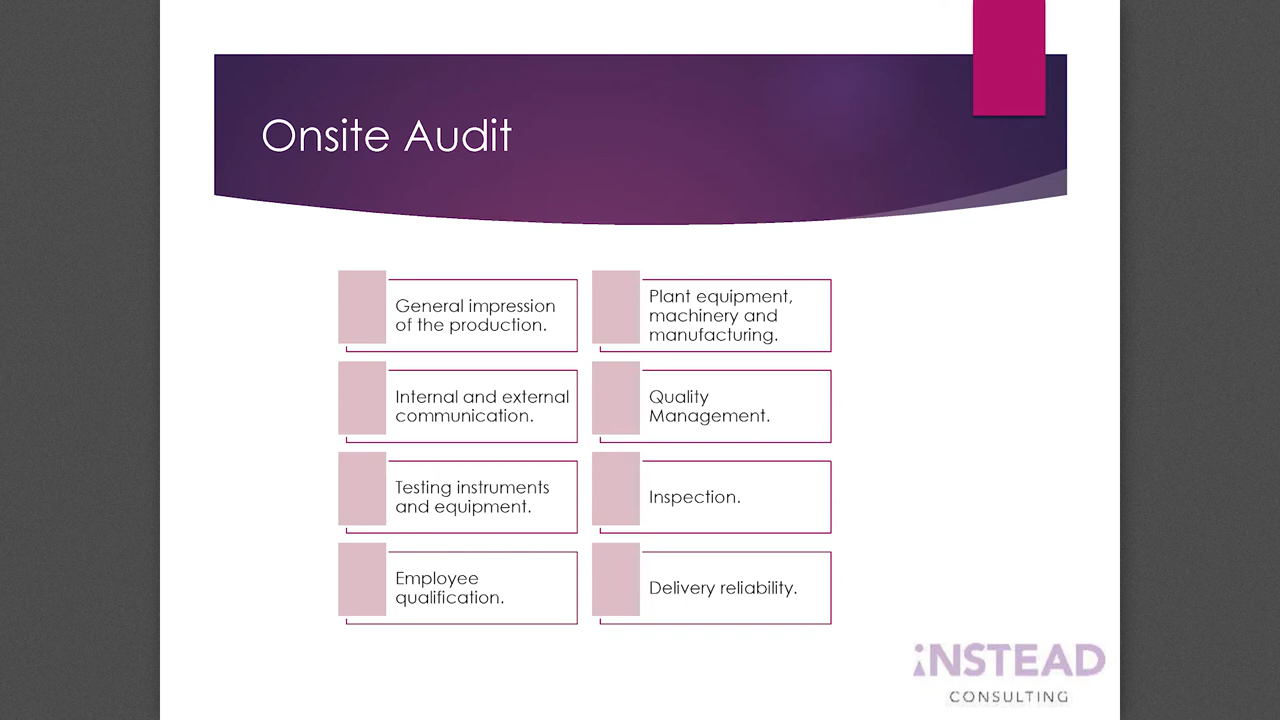 Onsite Audit
General impression
of the production.
Plant equipment,
machinery and
manufacturing.
Internal and external
communication.
Quality
Management.
Testing instruments
and equipment.
Inspection.
Employee
qualification.
Delivery reliability.
iNSTEAD
CONSULTING